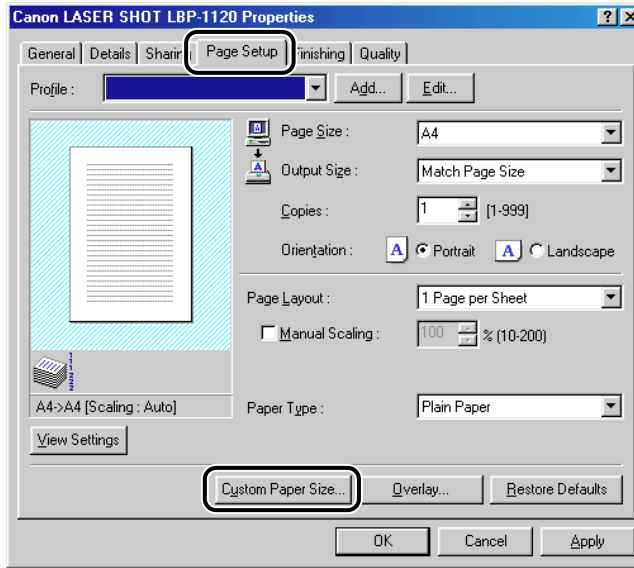 Canon LASER SHOT LBP-1120 Properties
General Details Sharin Page Setup inishing Quality
Profile : Add... Edit...
Page Size : A4
Output Size : Match Page Size
Copies : 1 [1-999]
Orientation : A Portrait A Landscape
Page Layout : 1 Page per Sheet
Manual Scaling : 100 % (10-200)
A4->A4 [Scaling : Auto] Paper Type : Plain Paper
View Settings
Custom Paper Size... Overlay... Restore Defaults
OK Cancel Apply